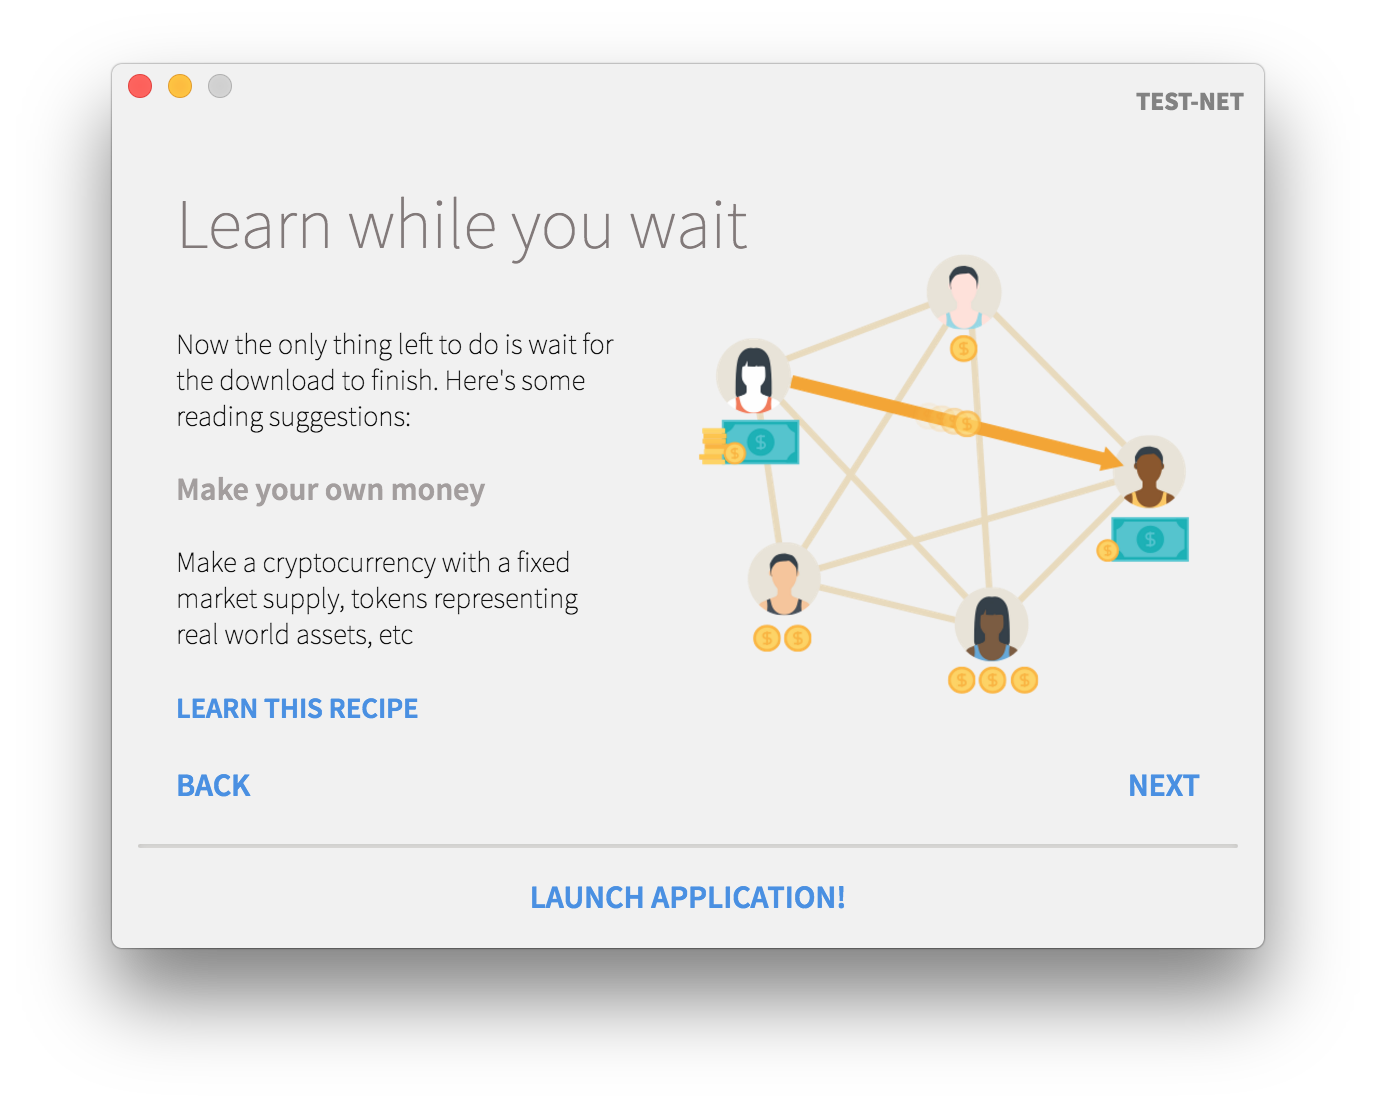 TEST-NET
Learn while you wait
Now the only thing left to do is wait for
the download to finish. Here's some
reading suggestions:
Make your own money
Make a cryptocurrency with a fixed
market supply, tokens representing
real world assets, etc
LEARN THIS RECIPE
BACK
NEXT
LAUNCH APPLICATION!